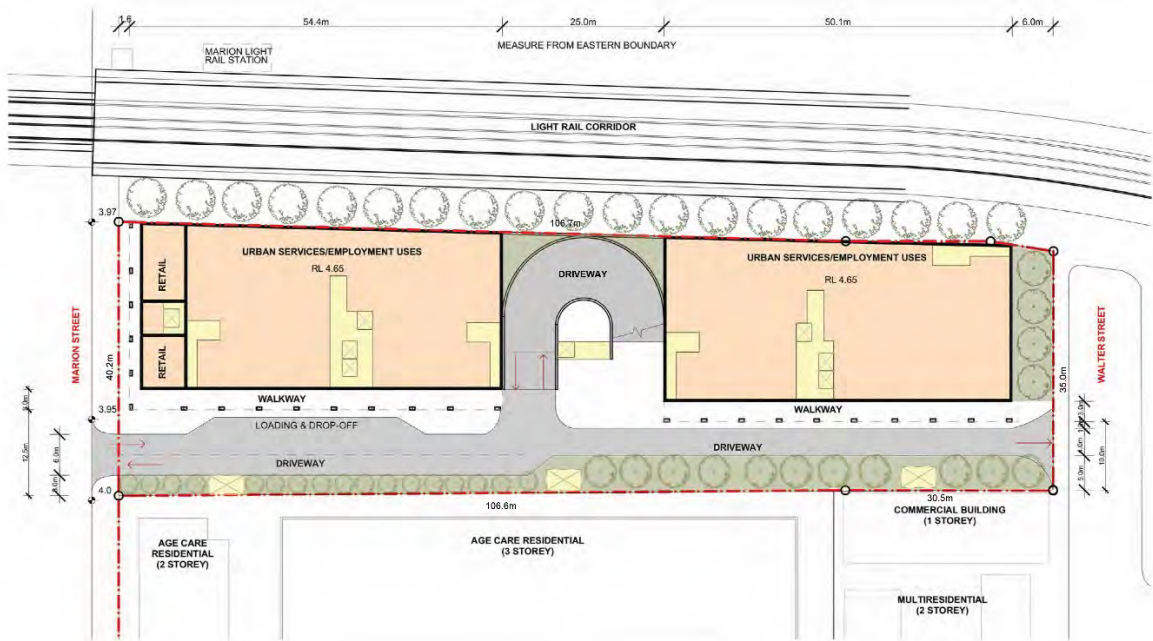 1.6
54.4m
25.0m
50.1m
6.0m
MEASURE FROM EASTERN BOUNDARY
MARION LIGHT
RAIL STATION
LIGHT RAIL CORRIDOR
3.97
106.7m
URBAN SERVICES/EMPLOYMENT USES
RL 4.65
RETAIL
RETAIL
DRIVEWAY
URBAN SERVICES/EMPLOYMENT USES
RL 4.65
MARION STREET
40.2m
WALTER STREET
35.0m
WALKWAY
WALKWAY
3.95
LOADING & DROP-OFF
DRIVEWAY
DRIVEWAY
12.5m
6.0m
4.0
5.0m
10.0m
106.6m
30.5m
COMMERCIAL BUILDING
(1 STOREY)
AGE CARE
RESIDENTIAL
(2 STOREY)
AGE CARE RESIDENTIAL
(3 STOREY)
MULTIRESIDENTIAL
(2 STOREY)